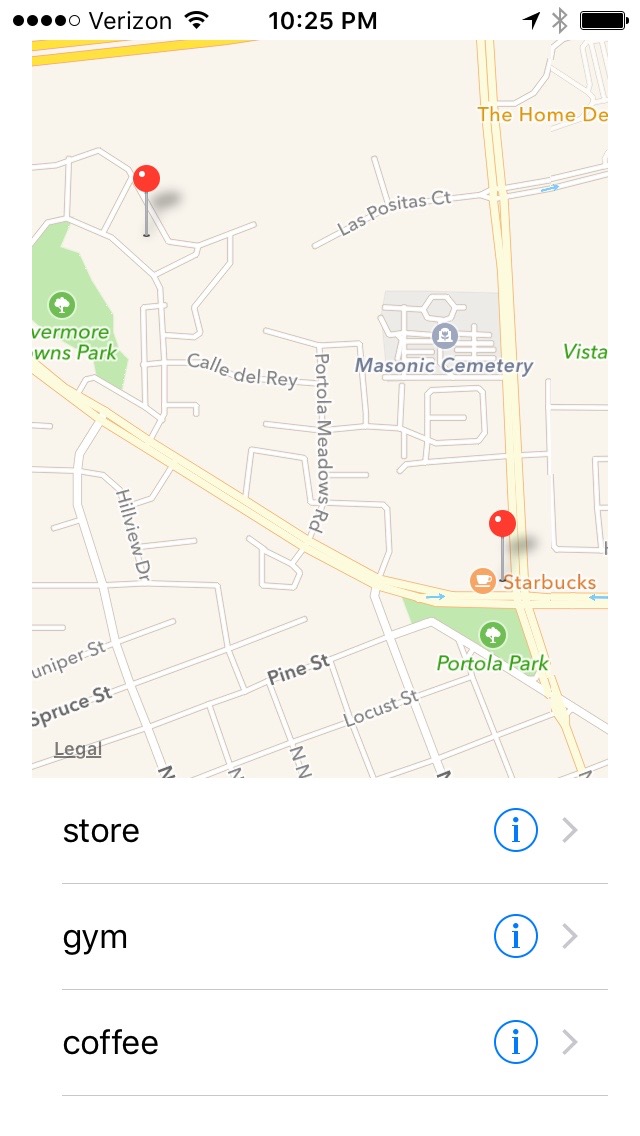 Verizon 10:25 PM
The Home De
Las Positas Ct
vermore
owns Park
Masonic Cemetery
Vista
Calle del Rey
Portola Meadows Rd
Hillview Dr
Starbucks
Portola Park
uniper St
Pine St
Spruce St
Locust St
Legal
N
N
N N
store
gym
coffee